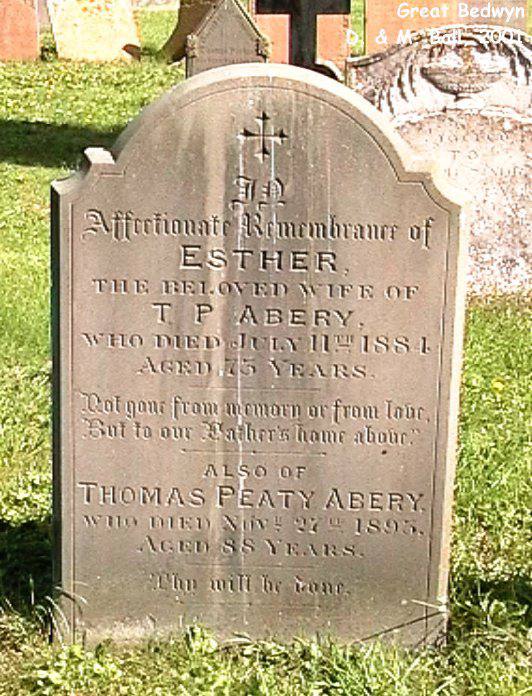 Great Bedwyn
D. & M. Ball 2001
IN
Affectionate Remembrance of
ESTHER,
THE BELOVED WIFE OF
T P ABERY,
WHO DIED JULY 11TH 1884
AGED 75 YEARS.
Not gone from memory or from love,
But to our Father's home above."
ALSO OF
THOMAS PEATY ABERY,
WHO DIED NOVR 27TH 1895.
AGED 88 YEARS.
Thy will be done.
TO